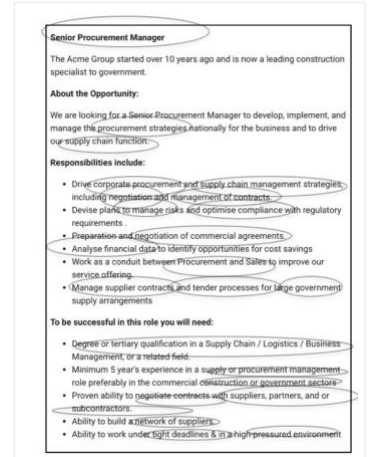 Senior Procurement Manager
The Acme Group started over 10 years ago and is now a leading construction
specialist to government.
About the Opportunity:
We are looking for a Senior Procurement Manager to develop, implement, and
manage the procurement strategies nationally for the business and to drive
our supply chain function.
Responsibilities include:
• Drive corporate procurement and supply chain management strategies,
including negotiation and management of contracts.
• Devise plans to manage risks and optimise compliance with regulatory
requirements.
• Preparation and negotiation of commercial agreements.
• Analyse financial data to identify opportunities for cost savings
• Work as a conduit between Procurement and Sales to improve our
service offering.
• Manage supplier contracts and tender processes for large government
supply arrangements
To be successful in this role you will need:
• Degree or tertiary qualification in a Supply Chain / Logistics / Business
Management, or a related field.
• Minimum 5 year's experience in a supply or procurement management
role preferably in the commercial construction or government sectors
• Proven ability to negotiate contracts with suppliers, partners, and or
subcontractors.
• Ability to build a network of suppliers
• Ability to work under tight deadlines & in a high-pressured environment